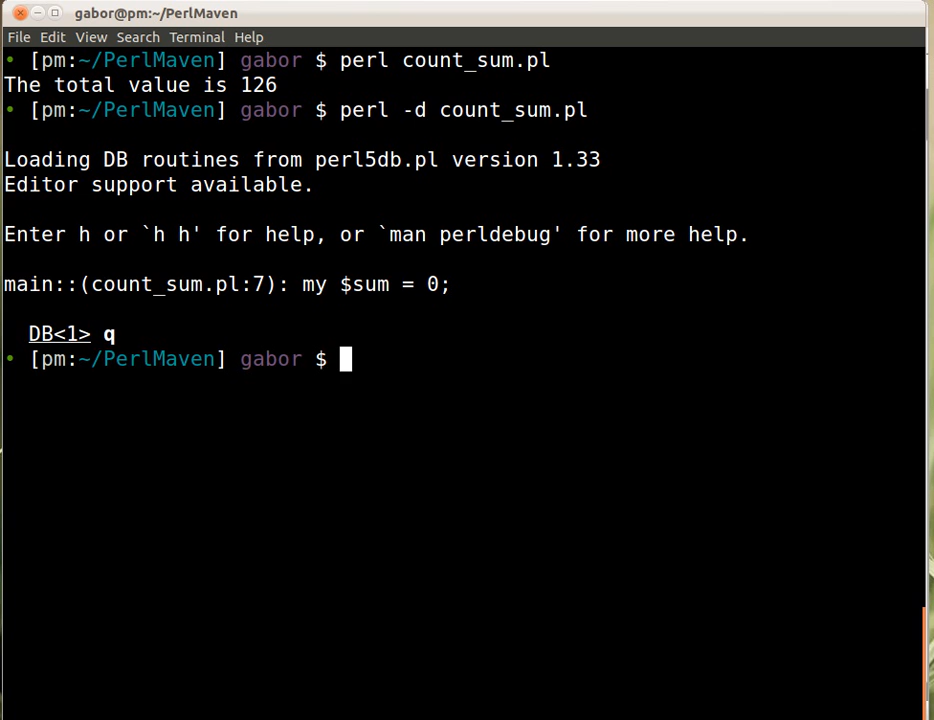 gabor@pm:~/PerlMaven
File Edit View Search Terminal Help
• [pm:~/PerlMaven] gabor $ perl count_sum.pl
The total value is 126
• [pm:~/PerlMaven] gabor $ perl -d count_sum.pl
Loading DB routines from perl5db.pl version 1.33
Editor support available.
Enter h or `h h' for help, or `man perldebug' for more help.
main::(count_sum.pl:7): my $sum = 0;
DB<1> q
• [pm:~/PerlMaven] gabor $